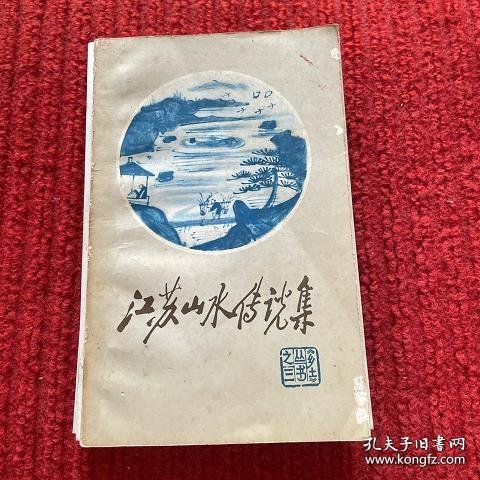 江苏山水传说集
乡土
丛书
之三
孔夫子旧书网
www.kongfz.com